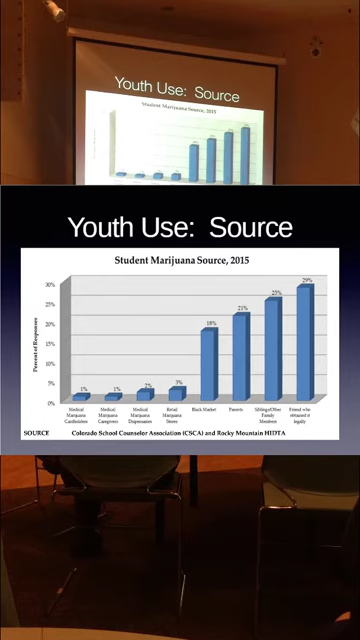 Youth Use: Source
Student Marijuana Source, 2015
Youth Use: Source
Student Marijuana Source, 2015
30%
25%
20%
15%
10%
5%
0%
Percent of Responses
1%
1%
2%
3%
18%
21%
25%
29%
Medical Marijuana Cardholders
Medical Marijuana Caregivers
Medical Marijuana Dispensaries
Retail Marijuana Stores
Black Market
Parents
Siblings/Other Family Members
Friend who obtained it legally
SOURCE Colorado School Counselor Association (CSCA) and Rocky Mountain HIDTA